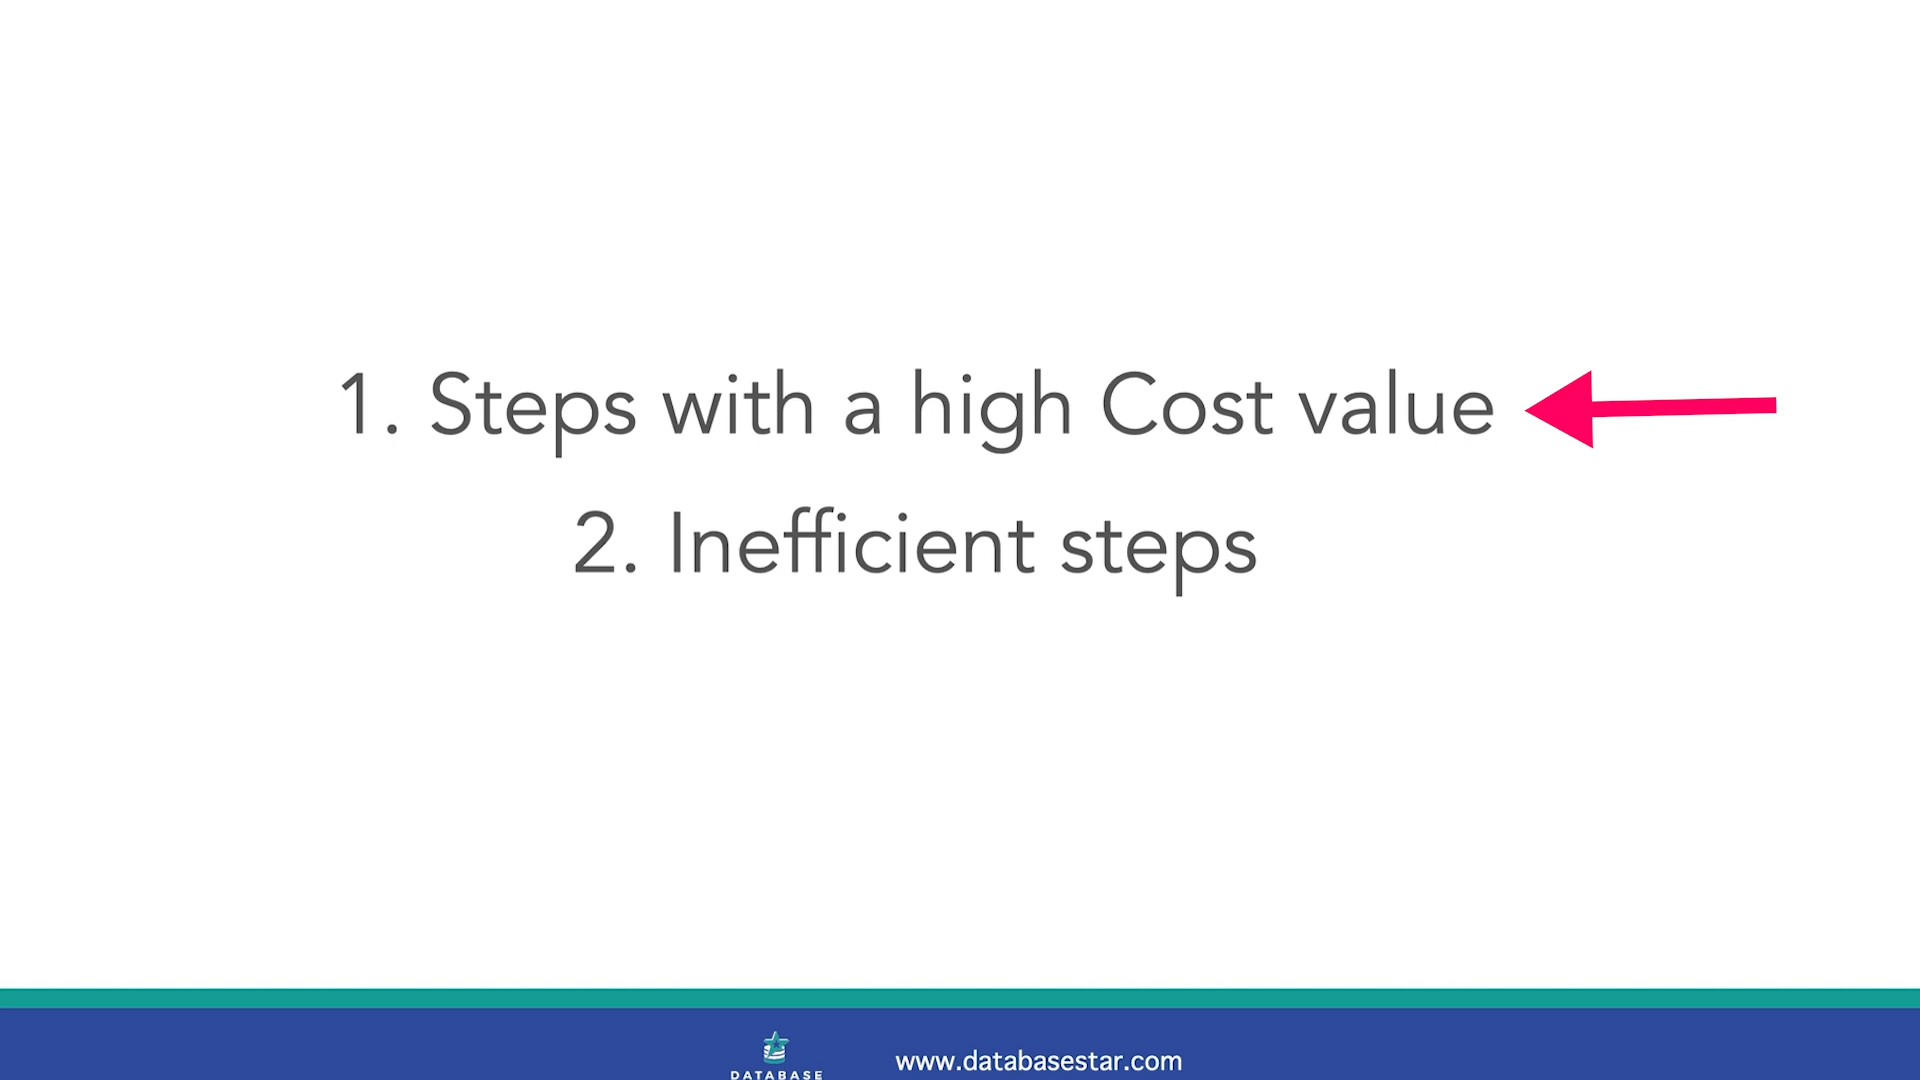 1. Steps with a high Cost value
2. Inefficient steps
DATABASE
www.databasestar.com